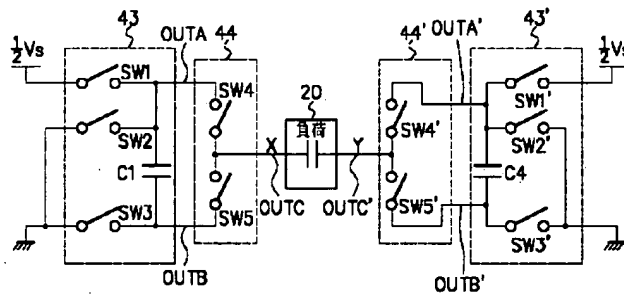 43
OUTA
44
44'
OUTA'
43'
½Vs
½Vs
SW1
SW4
20
負荷
SW4'
SW1'
SW2
SW2'
C1
X
Y
C4
SW3
SW5
OUTC
OUTC'
SW5'
SW3'
OUTB
OUTB'